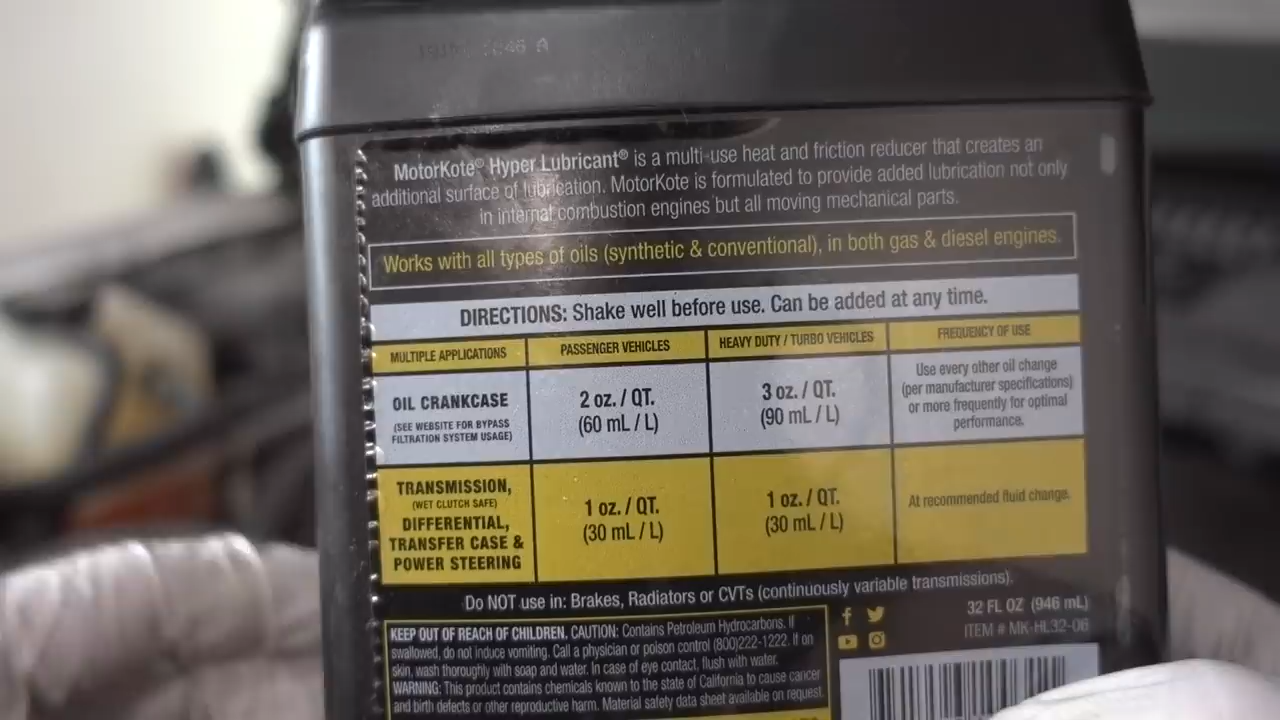 MotorKote® Hyper Lubricant® is a multi-use heat and friction reducer that creates an
additional surface of lubrication. MotorKote is formulated to provide added lubrication not only
in internal combustion engines but all moving mechanical parts.
Works with all types of oils (synthetic & conventional), in both gas & diesel engines.
DIRECTIONS: Shake well before use. Can be added at any time.
MULTIPLE APPLICATIONS PASSENGER VEHICLES HEAVY DUTY / TURBO VEHICLES FREQUENCY OF USE
OIL CRANKCASE
(SEE WEBSITE FOR BYPASS
FILTRATION SYSTEM USAGE)
2 oz. / QT.
(60 mL / L)
3 oz. / QT.
(90 mL / L)
Use every other oil change
(per manufacturer specifications)
or more frequently for optimal
performance.
TRANSMISSION,
(WET CLUTCH SAFE)
DIFFERENTIAL,
TRANSFER CASE &
POWER STEERING
1 oz. / QT.
(30 mL / L)
1 oz. / QT.
(30 mL / L)
At recommended fluid change.
Do NOT use in: Brakes, Radiators or CVTs (continuously variable transmissions).
KEEP OUT OF REACH OF CHILDREN. CAUTION: Contains Petroleum Hydrocarbons. If
swallowed, do not induce vomiting. Call a physician or poison control (800)222-1222. If on
skin, wash thoroughly with soap and water. In case of eye contact, flush with water.
WARNING: This product contains chemicals known to the state of California to cause cancer
and birth defects or other reproductive harm. Material safety data sheet available on request.
32 FL OZ (946 mL)
ITEM # MK-HL32-06